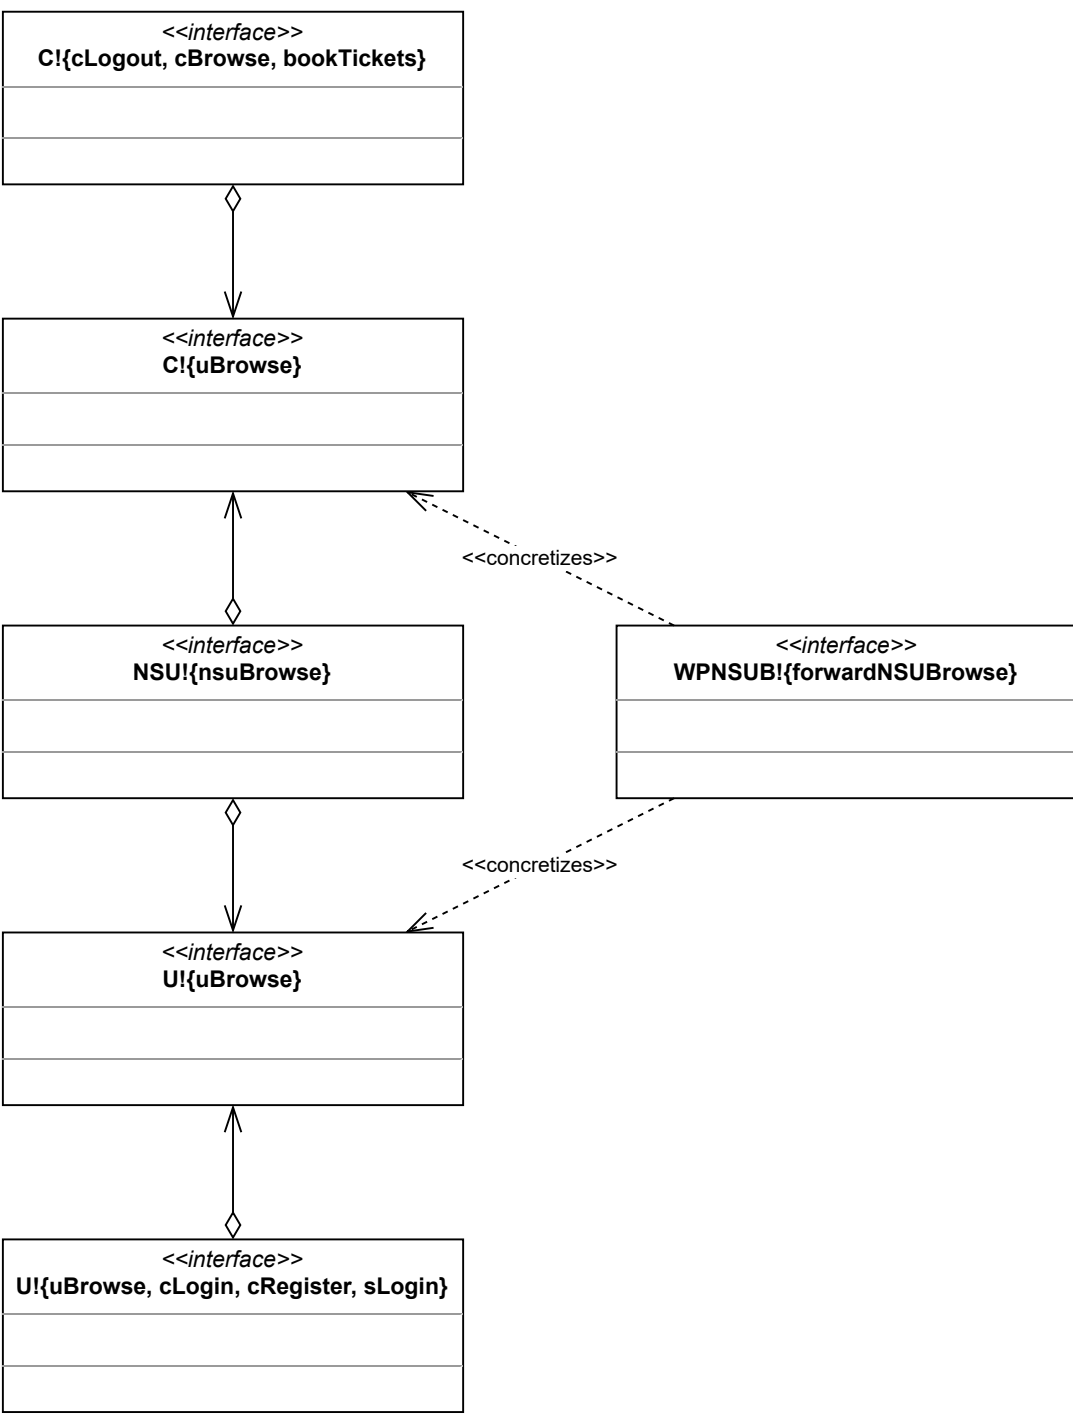 <<interface>>
C!{cLogout, cBrowse, bookTickets}
<<interface>>
C!{uBrowse}
<<concretizes>>
<<interface>>
NSU!{nsuBrowse}
<<interface>>
WPNSUB!{forwardNSUBrowse}
<<concretizes>>
<<interface>>
U!{uBrowse}
<<interface>>
U!{uBrowse, cLogin, cRegister, sLogin}